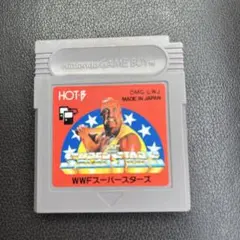 Nintendo GAME BOY
HOT・B
DMG-LWJ
MADE IN JAPAN
WWFスーパースターズ